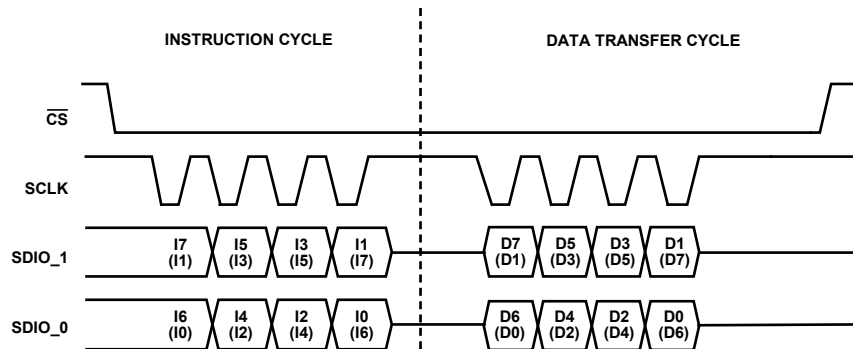 INSTRUCTION CYCLE DATA TRANSFER CYCLE
CS
SCLK
SDIO_1 I7 I5 I3 I1 D7 D5 D3 D1
(I1) (I3) (I5) (I7) (D1) (D3) (D5) (D7)
SDIO_0 I6 I4 I2 I0 D6 D4 D2 D0
(I0) (I2) (I4) (I6) (D0) (D2) (D4) (D6)